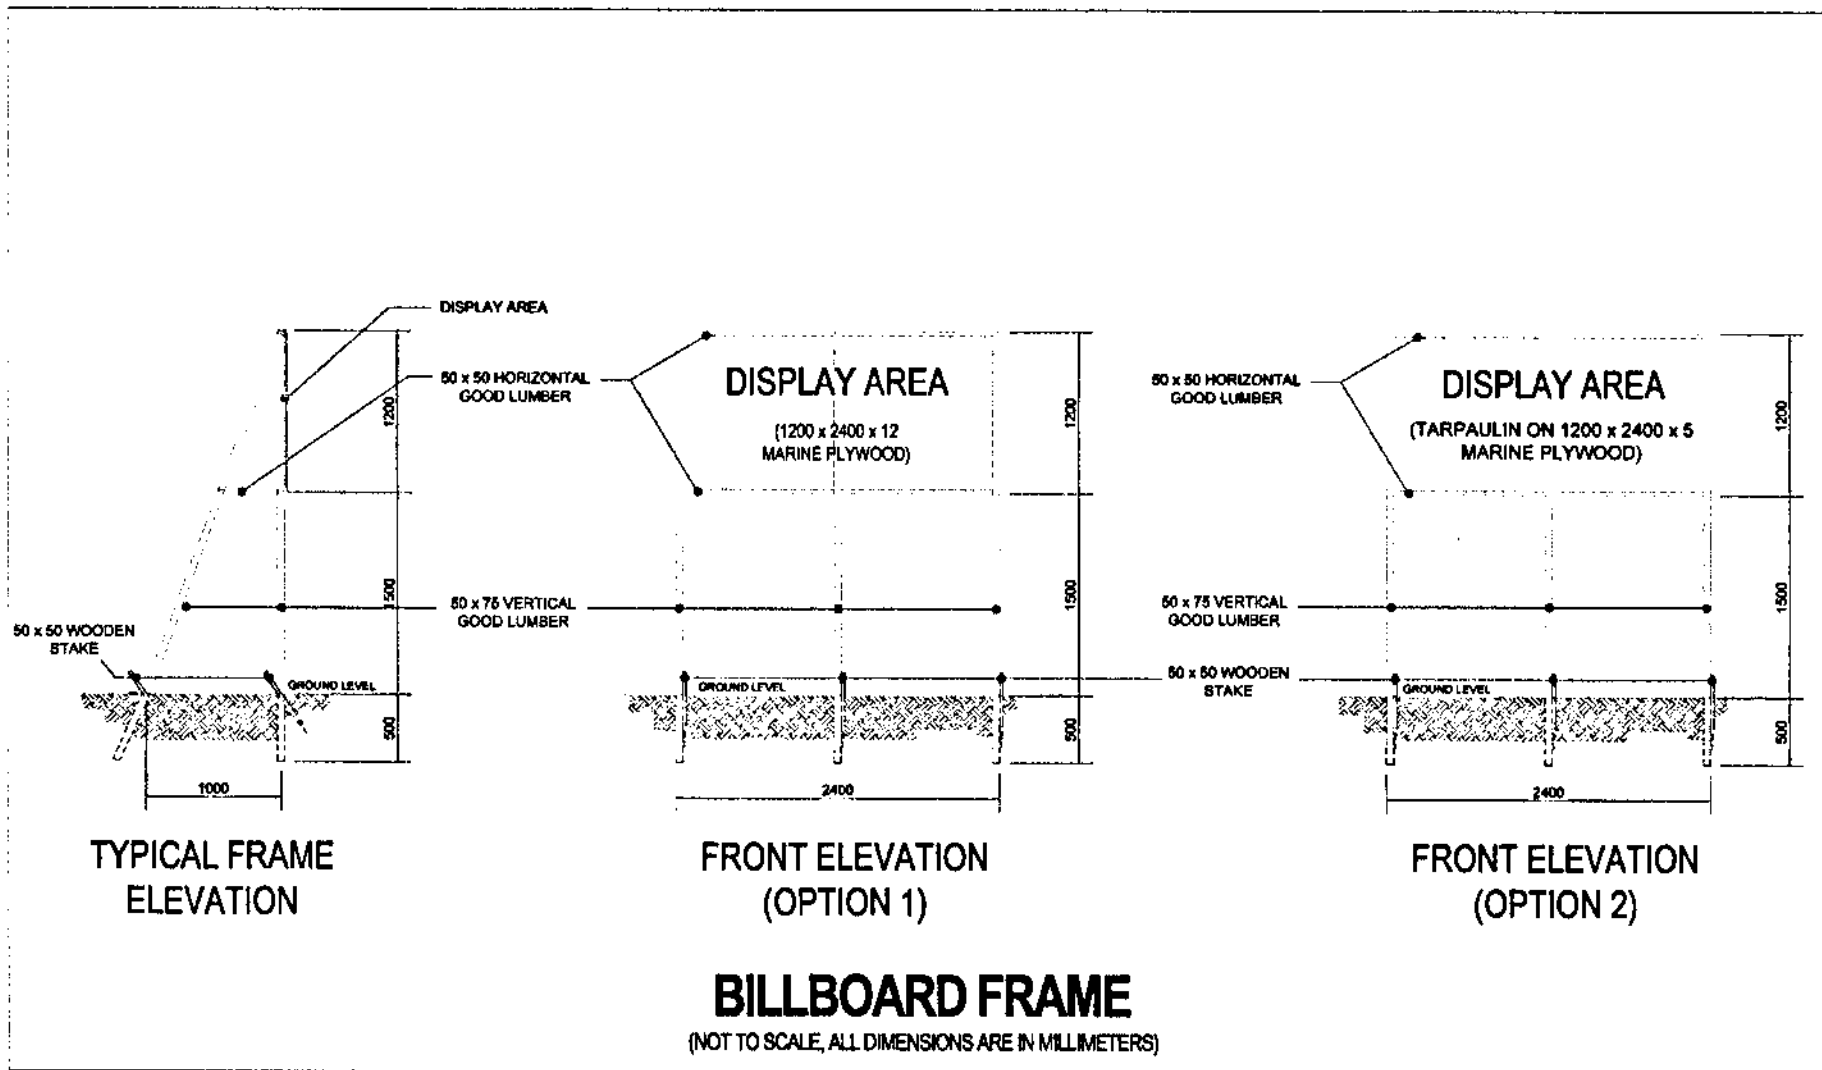 DISPLAY AREA
50 x 50 HORIZONTAL
GOOD LUMBER
1200
1500
50 x 75 VERTICAL
GOOD LUMBER
50 x 50 WOODEN
STAKE
GROUND LEVEL
500
1000
TYPICAL FRAME
ELEVATION
DISPLAY AREA
(1200 x 2400 x 12
MARINE PLYWOOD)
1200
1500
GROUND LEVEL
500
2400
FRONT ELEVATION
(OPTION 1)
50 x 50 HORIZONTAL
GOOD LUMBER
DISPLAY AREA
(TARPAULIN ON 1200 x 2400 x 5
MARINE PLYWOOD)
1200
1500
50 x 75 VERTICAL
GOOD LUMBER
50 x 50 WOODEN
STAKE
GROUND LEVEL
500
2400
FRONT ELEVATION
(OPTION 2)
BILLBOARD FRAME
(NOT TO SCALE, ALL DIMENSIONS ARE IN MILLIMETERS)